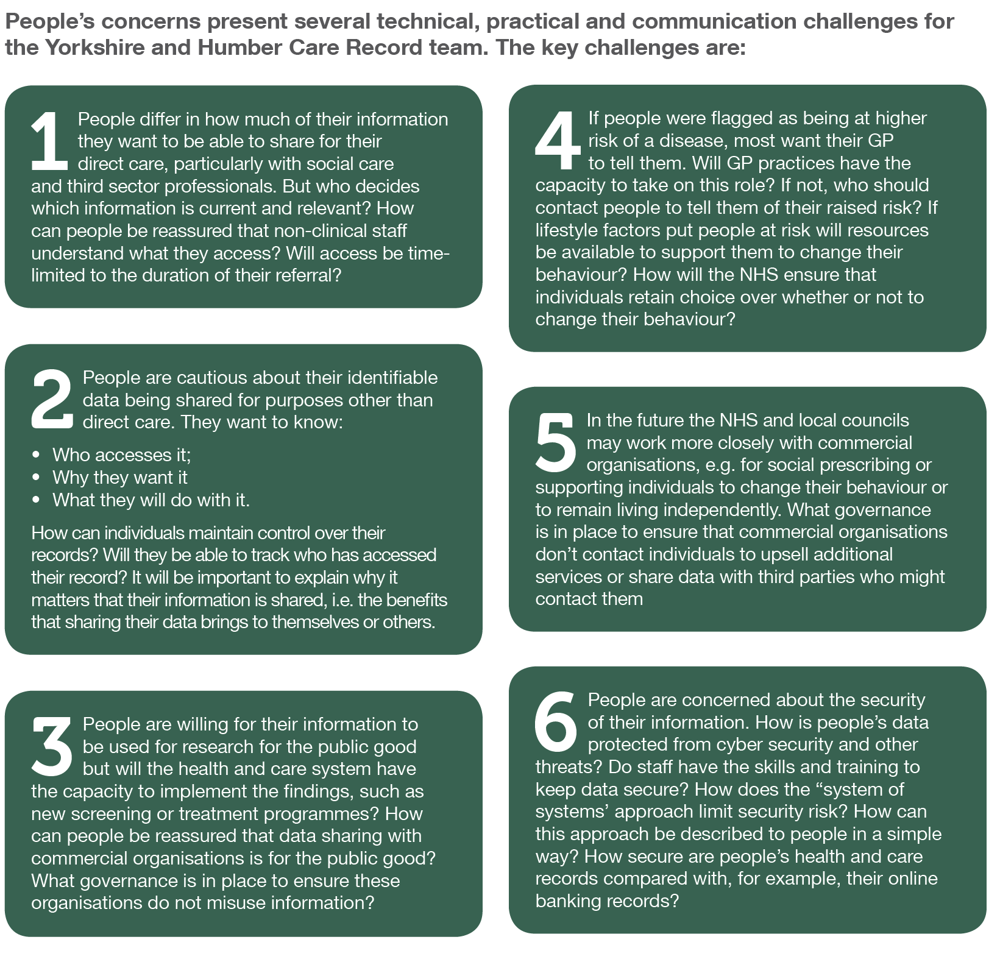 People’s concerns present several technical, practical and communication challenges for
the Yorkshire and Humber Care Record team. The key challenges are:
1 People differ in how much of their information
they want to be able to share for their
direct care, particularly with social care
and third sector professionals. But who decides
which information is current and relevant? How
can people be reassured that non-clinical staff
understand what they access? Will access be time-
limited to the duration of their referral?
2 People are cautious about their identifiable
data being shared for purposes other than
direct care. They want to know:
• Who accesses it;
• Why they want it
• What they will do with it.
How can individuals maintain control over their
records? Will they be able to track who has accessed
their record? It will be important to explain why it
matters that their information is shared, i.e. the benefits
that sharing their data brings to themselves or others.
3 People are willing for their information to
be used for research for the public good
but will the health and care system have
the capacity to implement the findings, such as
new screening or treatment programmes? How
can people be reassured that data sharing with
commercial organisations is for the public good?
What governance is in place to ensure these
organisations do not misuse information?
4 If people were flagged as being at higher
risk of a disease, most want their GP
to tell them. Will GP practices have the
capacity to take on this role? If not, who should
contact people to tell them of their raised risk? If
lifestyle factors put people at risk will resources
be available to support them to change their
behaviour? How will the NHS ensure that
individuals retain choice over whether or not to
change their behaviour?
5 In the future the NHS and local councils
may work more closely with commercial
organisations, e.g. for social prescribing or
supporting individuals to change their behaviour or
to remain living independently. What governance
is in place to ensure that commercial organisations
don’t contact individuals to upsell additional
services or share data with third parties who might
contact them
6 People are concerned about the security
of their information. How is people’s data
protected from cyber security and other
threats? Do staff have the skills and training to
keep data secure? How does the “system of
systems’ approach limit security risk? How can
this approach be described to people in a simple
way? How secure are people’s health and care
records compared with, for example, their online
banking records?